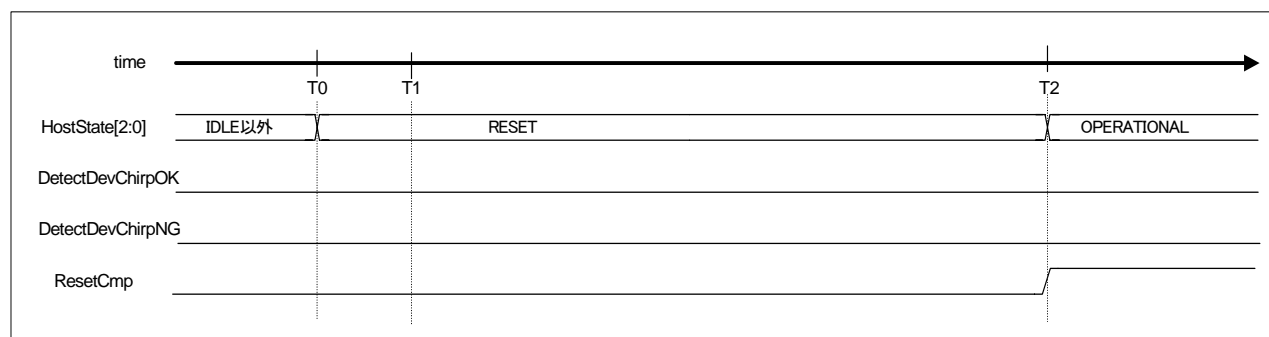 time
T0 T1 T2
HostState[2:0] IDLE以外 RESET OPERATIONAL
DetectDevChirpOK
DetectDevChirpNG
ResetCmp